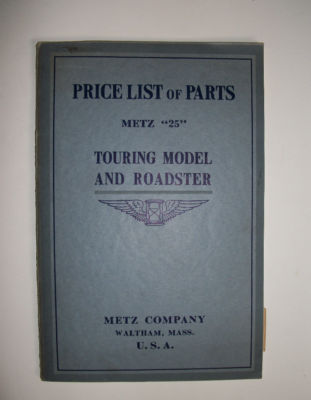 PRICE LIST OF PARTS
METZ "25"
TOURING MODEL
AND ROADSTER
METZ COMPANY
WALTHAM, MASS.
U. S. A.